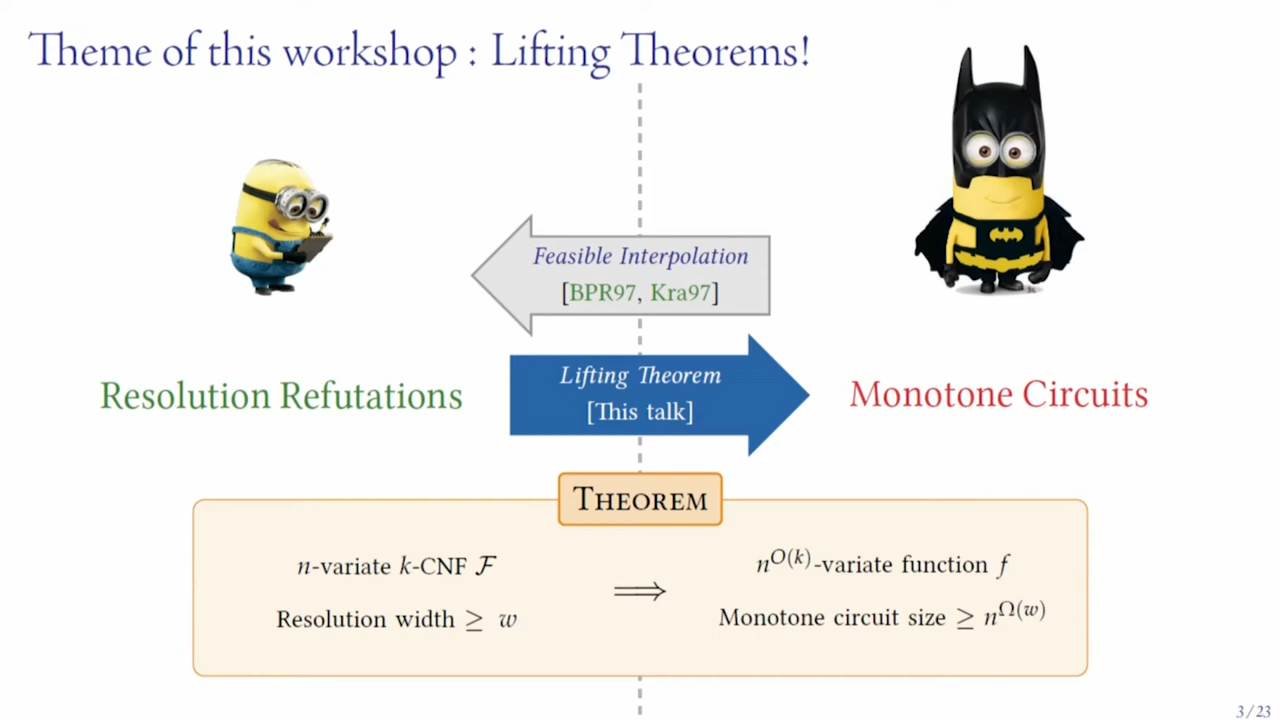 Theme of this workshop : Lifting Theorems!
Feasible Interpolation
[BPR97, Kra97]
Lifting Theorem
[This talk]
Resolution Refutations
Monotone Circuits
THEOREM
n-variate k-CNF ℱ
Resolution width ≥ w
⟹
n^{O(k)}-variate function f
Monotone circuit size ≥ n^{Ω(w)}
3/23